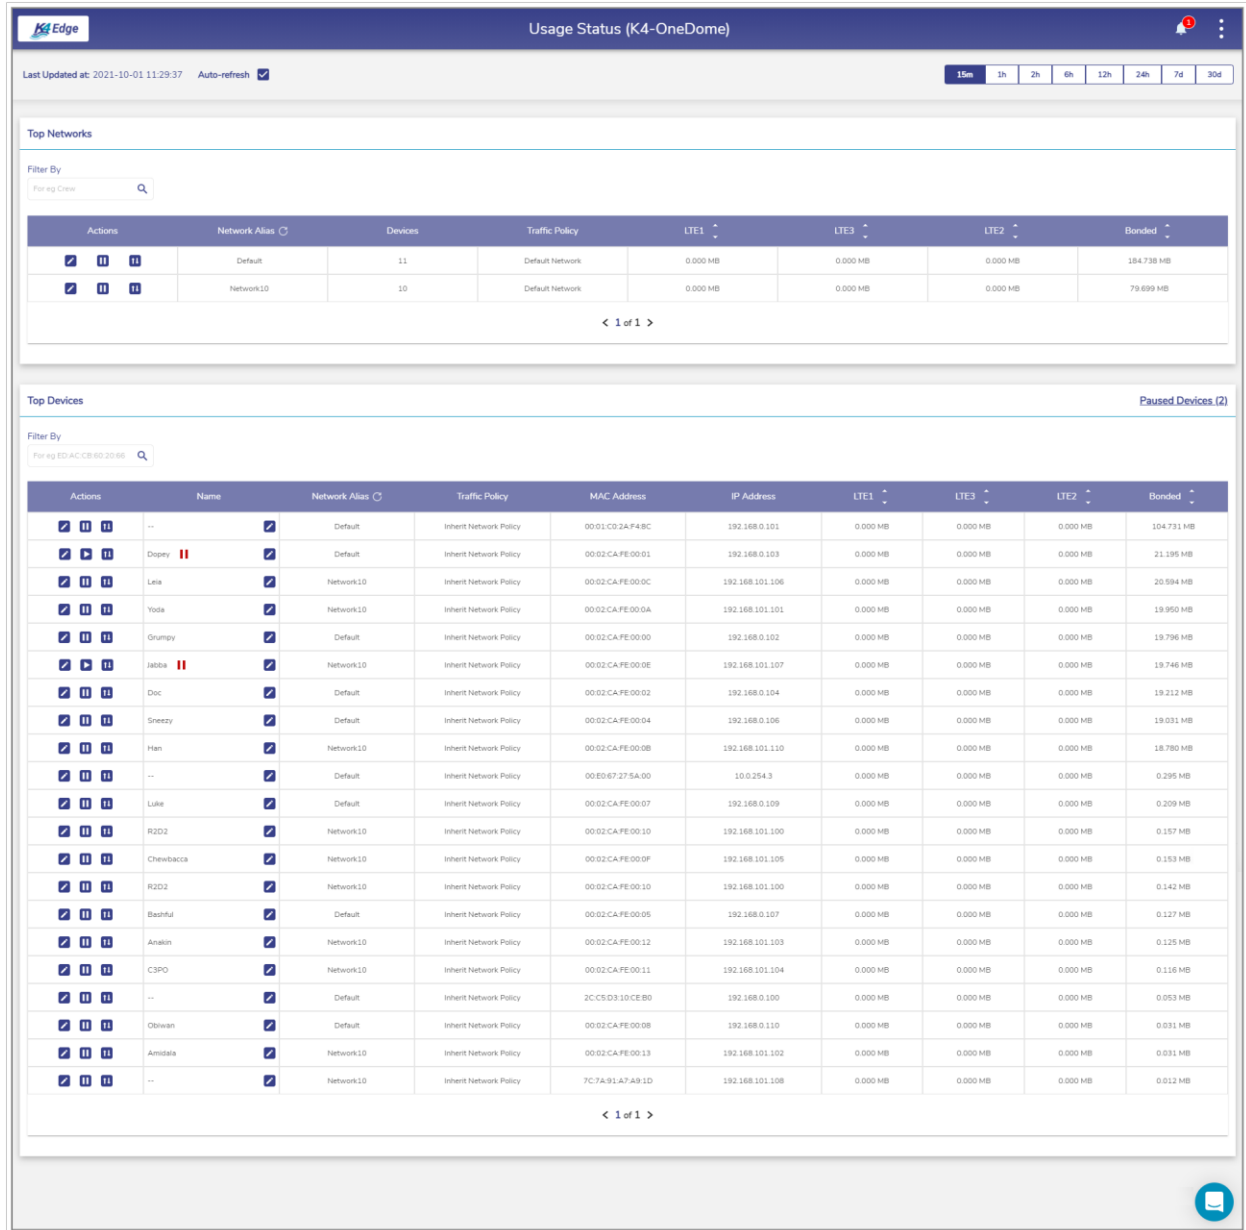 K4 Edge
Usage Status (K4-OneDome)
1
Last Updated at: 2021-10-01 11:29:37 Auto-refresh
15m 1h 2h 6h 12h 24h 7d 30d
Top Networks
Filter By
For eg Crew
Actions Network Alias Devices Traffic Policy LTE1 LTE3 LTE2 Bonded
Default 11 Default Network 0.000 MB 0.000 MB 0.000 MB 184.738 MB
Network10 10 Default Network 0.000 MB 0.000 MB 0.000 MB 79.699 MB
< 1 of 1 >
Top Devices Paused Devices (2)
Filter By
For eg ED:AC:CB:60:20:66
Actions Name Network Alias Traffic Policy MAC Address IP Address LTE1 LTE3 LTE2 Bonded
-- Default Inherit Network Policy 00:01:C0:2A:F4:BC 192.168.0.101 0.000 MB 0.000 MB 0.000 MB 104.731 MB
Dopey Default Inherit Network Policy 00:02:CA:FE:00:01 192.168.0.103 0.000 MB 0.000 MB 0.000 MB 21.195 MB
Leia Network10 Inherit Network Policy 00:02:CA:FE:00:0C 192.168.101.106 0.000 MB 0.000 MB 0.000 MB 20.594 MB
Yoda Network10 Inherit Network Policy 00:02:CA:FE:00:0A 192.168.101.101 0.000 MB 0.000 MB 0.000 MB 19.950 MB
Grumpy Default Inherit Network Policy 00:02:CA:FE:00:00 192.168.0.102 0.000 MB 0.000 MB 0.000 MB 19.796 MB
Jabba Network10 Inherit Network Policy 00:02:CA:FE:00:0E 192.168.101.107 0.000 MB 0.000 MB 0.000 MB 19.746 MB
Doc Default Inherit Network Policy 00:02:CA:FE:00:02 192.168.0.104 0.000 MB 0.000 MB 0.000 MB 19.212 MB
Sneezy Default Inherit Network Policy 00:02:CA:FE:00:04 192.168.0.106 0.000 MB 0.000 MB 0.000 MB 19.031 MB
Han Network10 Inherit Network Policy 00:02:CA:FE:00:0B 192.168.101.110 0.000 MB 0.000 MB 0.000 MB 18.780 MB
-- Default Inherit Network Policy 00:E0:67:27:5A:00 10.0.254.3 0.000 MB 0.000 MB 0.000 MB 0.295 MB
Luke Default Inherit Network Policy 00:02:CA:FE:00:07 192.168.0.109 0.000 MB 0.000 MB 0.000 MB 0.209 MB
R2D2 Network10 Inherit Network Policy 00:02:CA:FE:00:10 192.168.101.100 0.000 MB 0.000 MB 0.000 MB 0.157 MB
Chewbacca Network10 Inherit Network Policy 00:02:CA:FE:00:0F 192.168.101.105 0.000 MB 0.000 MB 0.000 MB 0.153 MB
R2D2 Network10 Inherit Network Policy 00:02:CA:FE:00:10 192.168.101.100 0.000 MB 0.000 MB 0.000 MB 0.142 MB
Bashful Default Inherit Network Policy 00:02:CA:FE:00:05 192.168.0.107 0.000 MB 0.000 MB 0.000 MB 0.127 MB
Anakin Network10 Inherit Network Policy 00:02:CA:FE:00:12 192.168.101.103 0.000 MB 0.000 MB 0.000 MB 0.125 MB
C3PO Network10 Inherit Network Policy 00:02:CA:FE:00:11 192.168.101.104 0.000 MB 0.000 MB 0.000 MB 0.116 MB
-- Default Inherit Network Policy 2C:C5:D3:10:CE:B0 192.168.0.100 0.000 MB 0.000 MB 0.000 MB 0.053 MB
Obiwan Default Inherit Network Policy 00:02:CA:FE:00:08 192.168.0.110 0.000 MB 0.000 MB 0.000 MB 0.031 MB
Amidala Network10 Inherit Network Policy 00:02:CA:FE:00:13 192.168.101.102 0.000 MB 0.000 MB 0.000 MB 0.031 MB
-- Network10 Inherit Network Policy 7C:7A:91:A7:A9:1D 192.168.101.108 0.000 MB 0.000 MB 0.000 MB 0.012 MB
< 1 of 1 >